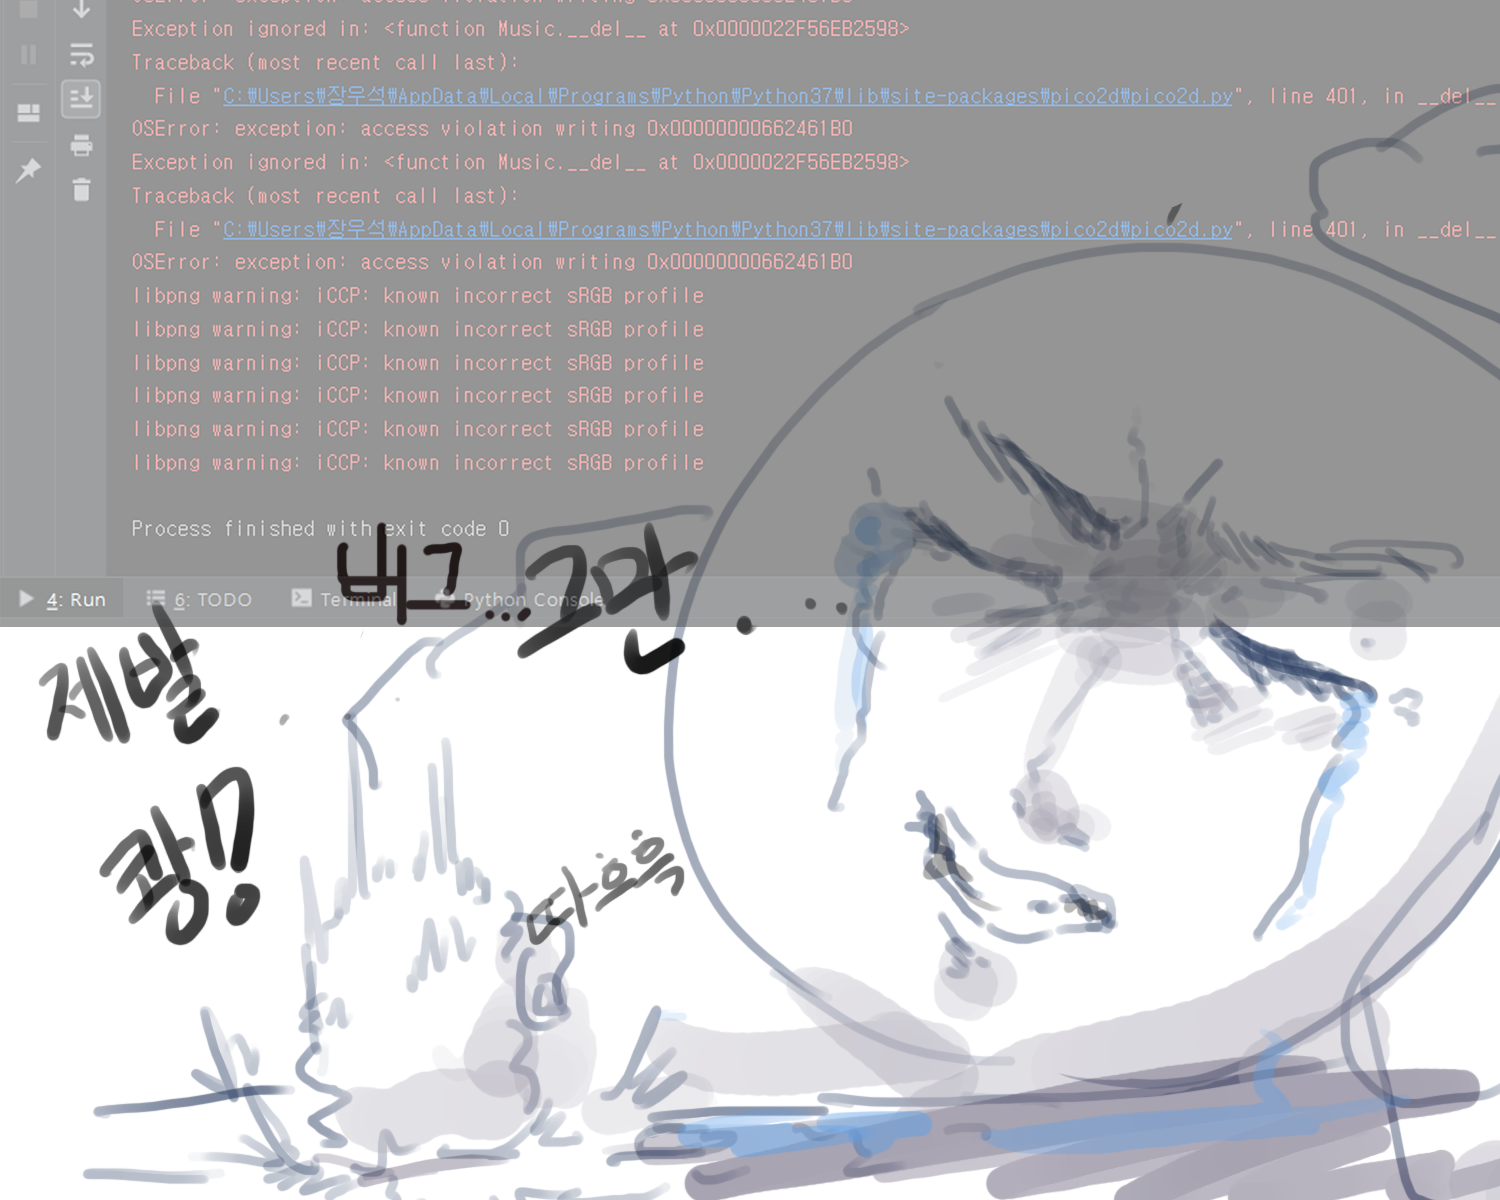 Exception ignored in: <function Music.__del__ at 0x0000022F56EB2598>
Traceback (most recent call last):
  File "C:₩Users₩장우석₩AppData₩Local₩Programs₩Python₩Python37₩lib₩site-packages₩pico2d₩pico2d.py", line 401, in __del__
OSError: exception: access violation writing 0x00000000662461B0
Exception ignored in: <function Music.__del__ at 0x0000022F56EB2598>
Traceback (most recent call last):
  File "C:₩Users₩장우석₩AppData₩Local₩Programs₩Python₩Python37₩lib₩site-packages₩pico2d₩pico2d.py", line 401, in __del__
OSError: exception: access violation writing 0x00000000662461B0
libpng warning: iCCP: known incorrect sRGB profile
libpng warning: iCCP: known incorrect sRGB profile
libpng warning: iCCP: known incorrect sRGB profile
libpng warning: iCCP: known incorrect sRGB profile
libpng warning: iCCP: known incorrect sRGB profile
libpng warning: iCCP: known incorrect sRGB profile
Process finished with exit code 0
4: Run 6: TODO Terminal Python Console
버그... 그만...
제발
쾅!